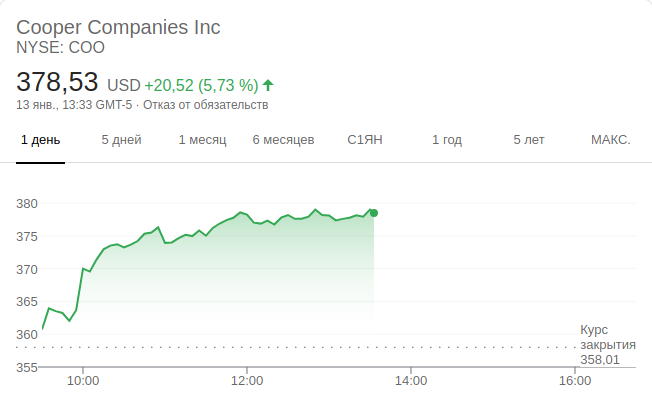 Cooper Companies Inc
NYSE: COO
378,53 USD +20,52 (5,73 %)
13 янв., 13:33 GMT-5 · Отказ от обязательств
1 день 5 дней 1 месяц 6 месяцев С1ЯН 1 год 5 лет МАКС.
380
375
370
365
360
355
Курс
закрытия
358,01
10:00 12:00 14:00 16:00